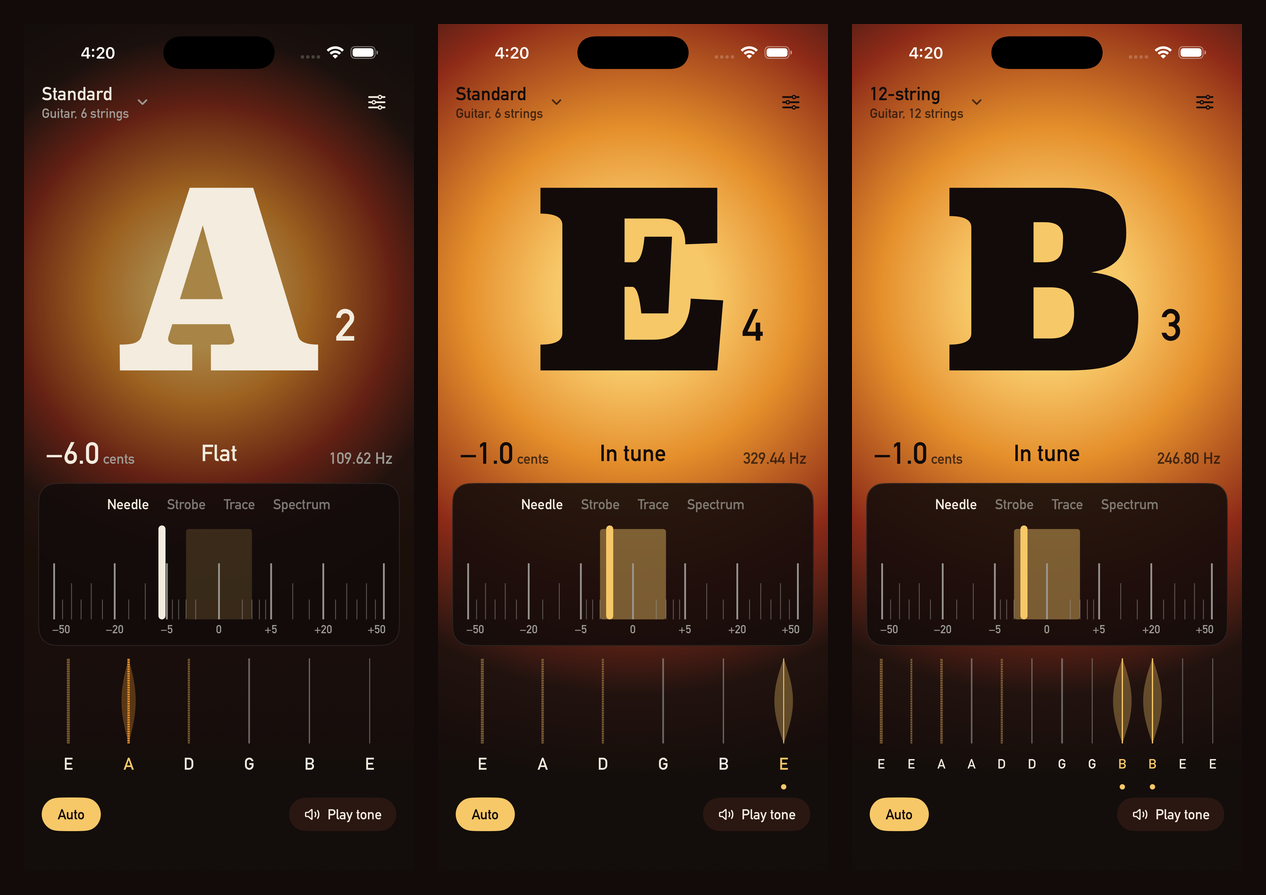 4:20
Standard
Guitar, 6 strings
A
2
−6.0 cents Flat 109.62 Hz
Needle Strobe Trace Spectrum
−50 −20 −5 0 +5 +20 +50
E A D G B E
Auto Play tone
4:20
Standard
Guitar, 6 strings
E
4
−1.0 cents In tune 329.44 Hz
Needle Strobe Trace Spectrum
−50 −20 −5 0 +5 +20 +50
E A D G B E
Auto Play tone
4:20
12-string
Guitar, 12 strings
B
3
−1.0 cents In tune 246.80 Hz
Needle Strobe Trace Spectrum
−50 −20 −5 0 +5 +20 +50
E E A A D D G G B B E E
Auto Play tone